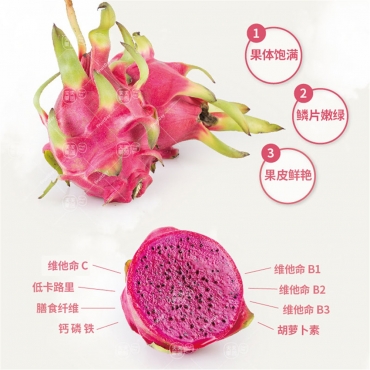 1
果体饱满
2
鳞片嫩绿
3
果皮鲜艳
维他命 C
低卡路里
膳食纤维
钙 磷 铁
维他命 B1
维他命 B2
维他命 B3
胡萝卜素